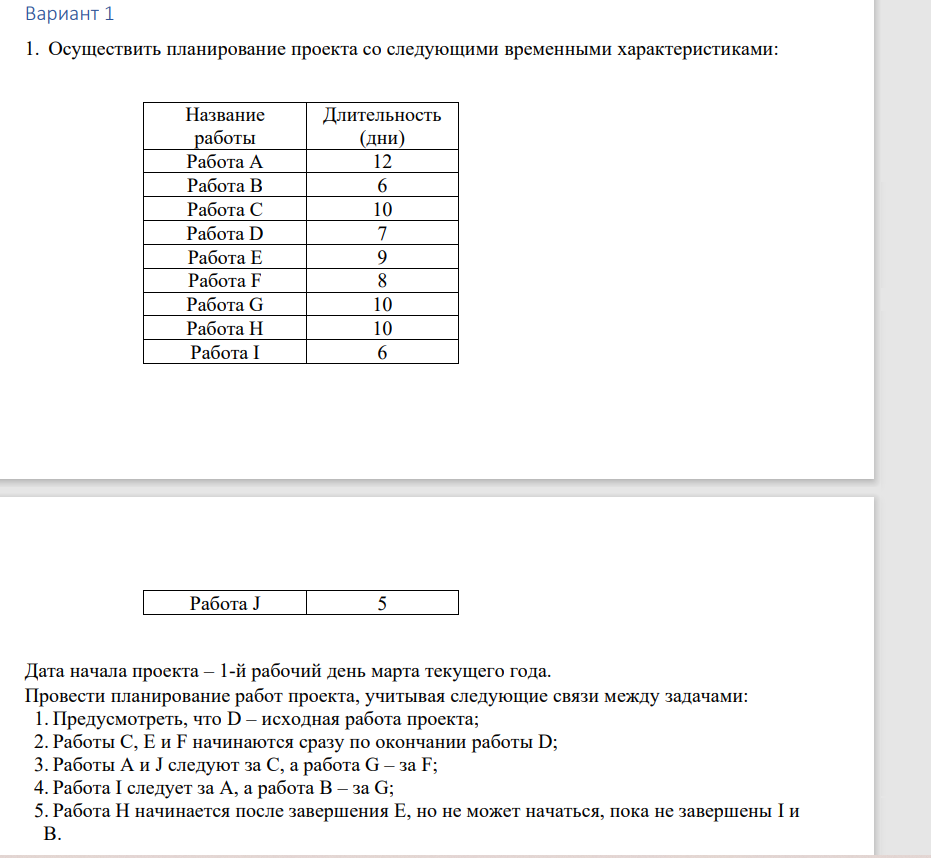 Вариант 1
1. Осуществить планирование проекта со следующими временными характеристиками:
Название работы Длительность (дни)
Работа A 12
Работа B 6
Работа C 10
Работа D 7
Работа E 9
Работа F 8
Работа G 10
Работа H 10
Работа I 6
Работа J 5
Дата начала проекта – 1-й рабочий день марта текущего года.
Провести планирование работ проекта, учитывая следующие связи между задачами:
1. Предусмотреть, что D – исходная работа проекта;
2. Работы C, E и F начинаются сразу по окончании работы D;
3. Работы A и J следуют за C, а работа G – за F;
4. Работа I следует за A, а работа B – за G;
5. Работа H начинается после завершения E, но не может начаться, пока не завершены I и
B.